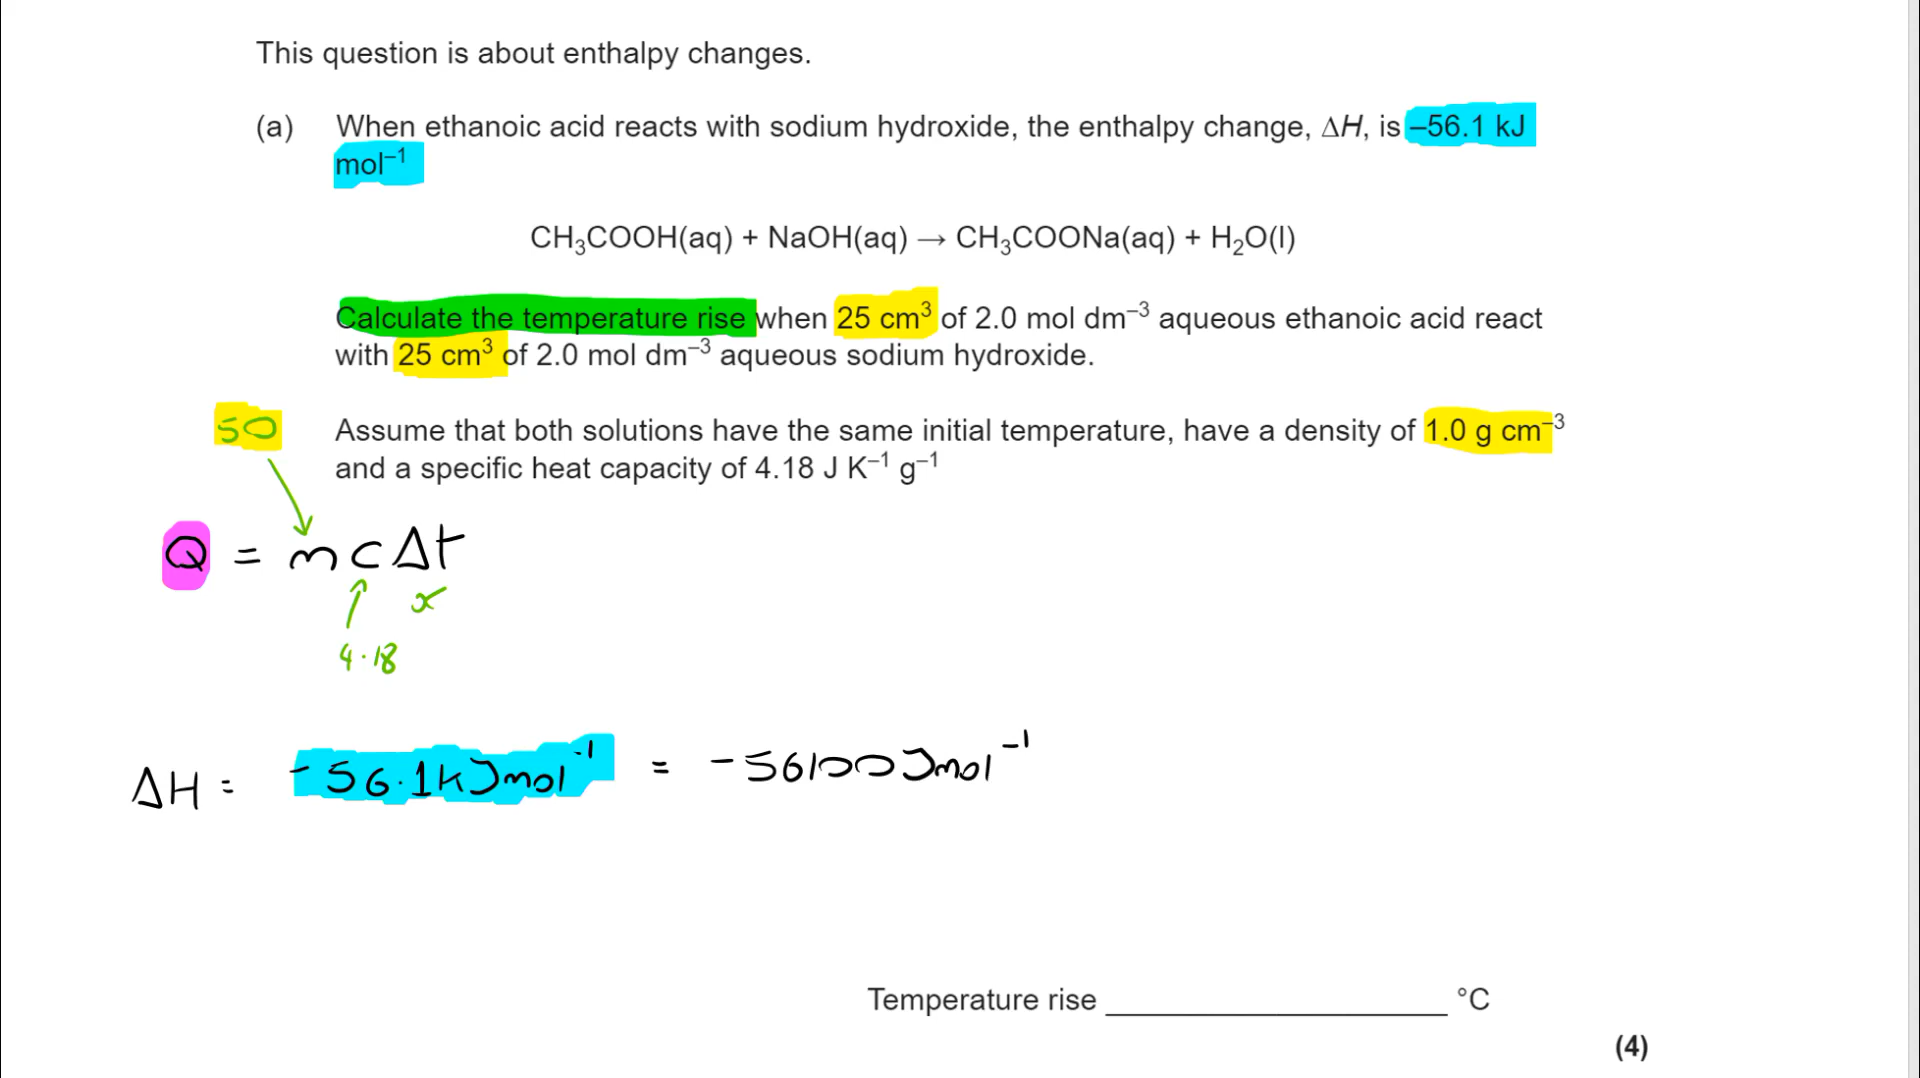 This question is about enthalpy changes.
(a) When ethanoic acid reacts with sodium hydroxide, the enthalpy change, ΔH, is –56.1 kJ
mol⁻¹
CH₃COOH(aq) + NaOH(aq) → CH₃COONa(aq) + H₂O(l)
Calculate the temperature rise when 25 cm³ of 2.0 mol dm⁻³ aqueous ethanoic acid react
with 25 cm³ of 2.0 mol dm⁻³ aqueous sodium hydroxide.
50
Assume that both solutions have the same initial temperature, have a density of 1.0 g cm⁻³
and a specific heat capacity of 4.18 J K⁻¹ g⁻¹
Q = mcΔt
x
4.18
ΔH = -56.1kJmol⁻¹ = -56100Jmol⁻¹
Temperature rise ____________________ °C
(4)